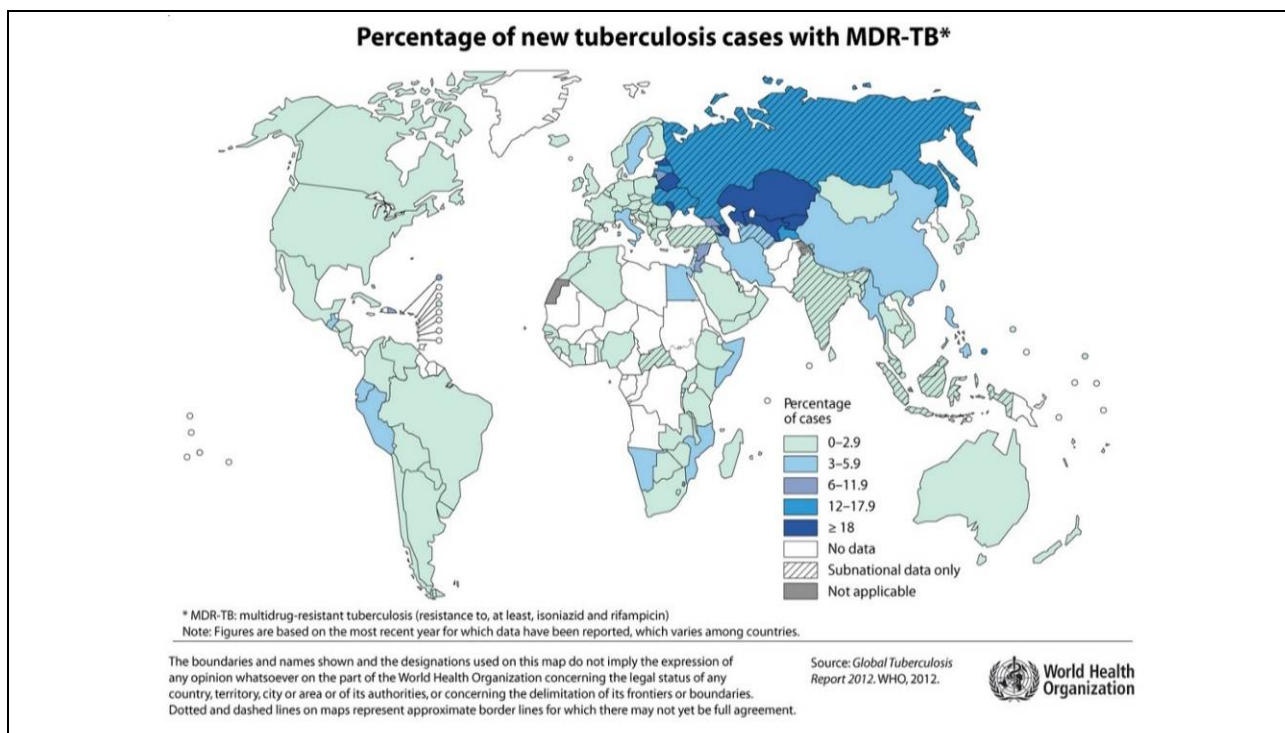 Percentage of new tuberculosis cases with MDR-TB*
Percentage
of cases
0–2.9
3–5.9
6–11.9
12–17.9
≥ 18
No data
Subnational data only
Not applicable
* MDR-TB: multidrug-resistant tuberculosis (resistance to, at least, isoniazid and rifampicin)
Note: Figures are based on the most recent year for which data have been reported, which varies among countries.
The boundaries and names shown and the designations used on this map do not imply the expression of
any opinion whatsoever on the part of the World Health Organization concerning the legal status of any
country, territory, city or area or of its authorities, or concerning the delimitation of its frontiers or boundaries.
Dotted and dashed lines on maps represent approximate border lines for which there may not yet be full agreement.
Source: Global Tuberculosis
Report 2012. WHO, 2012.
World Health
Organization